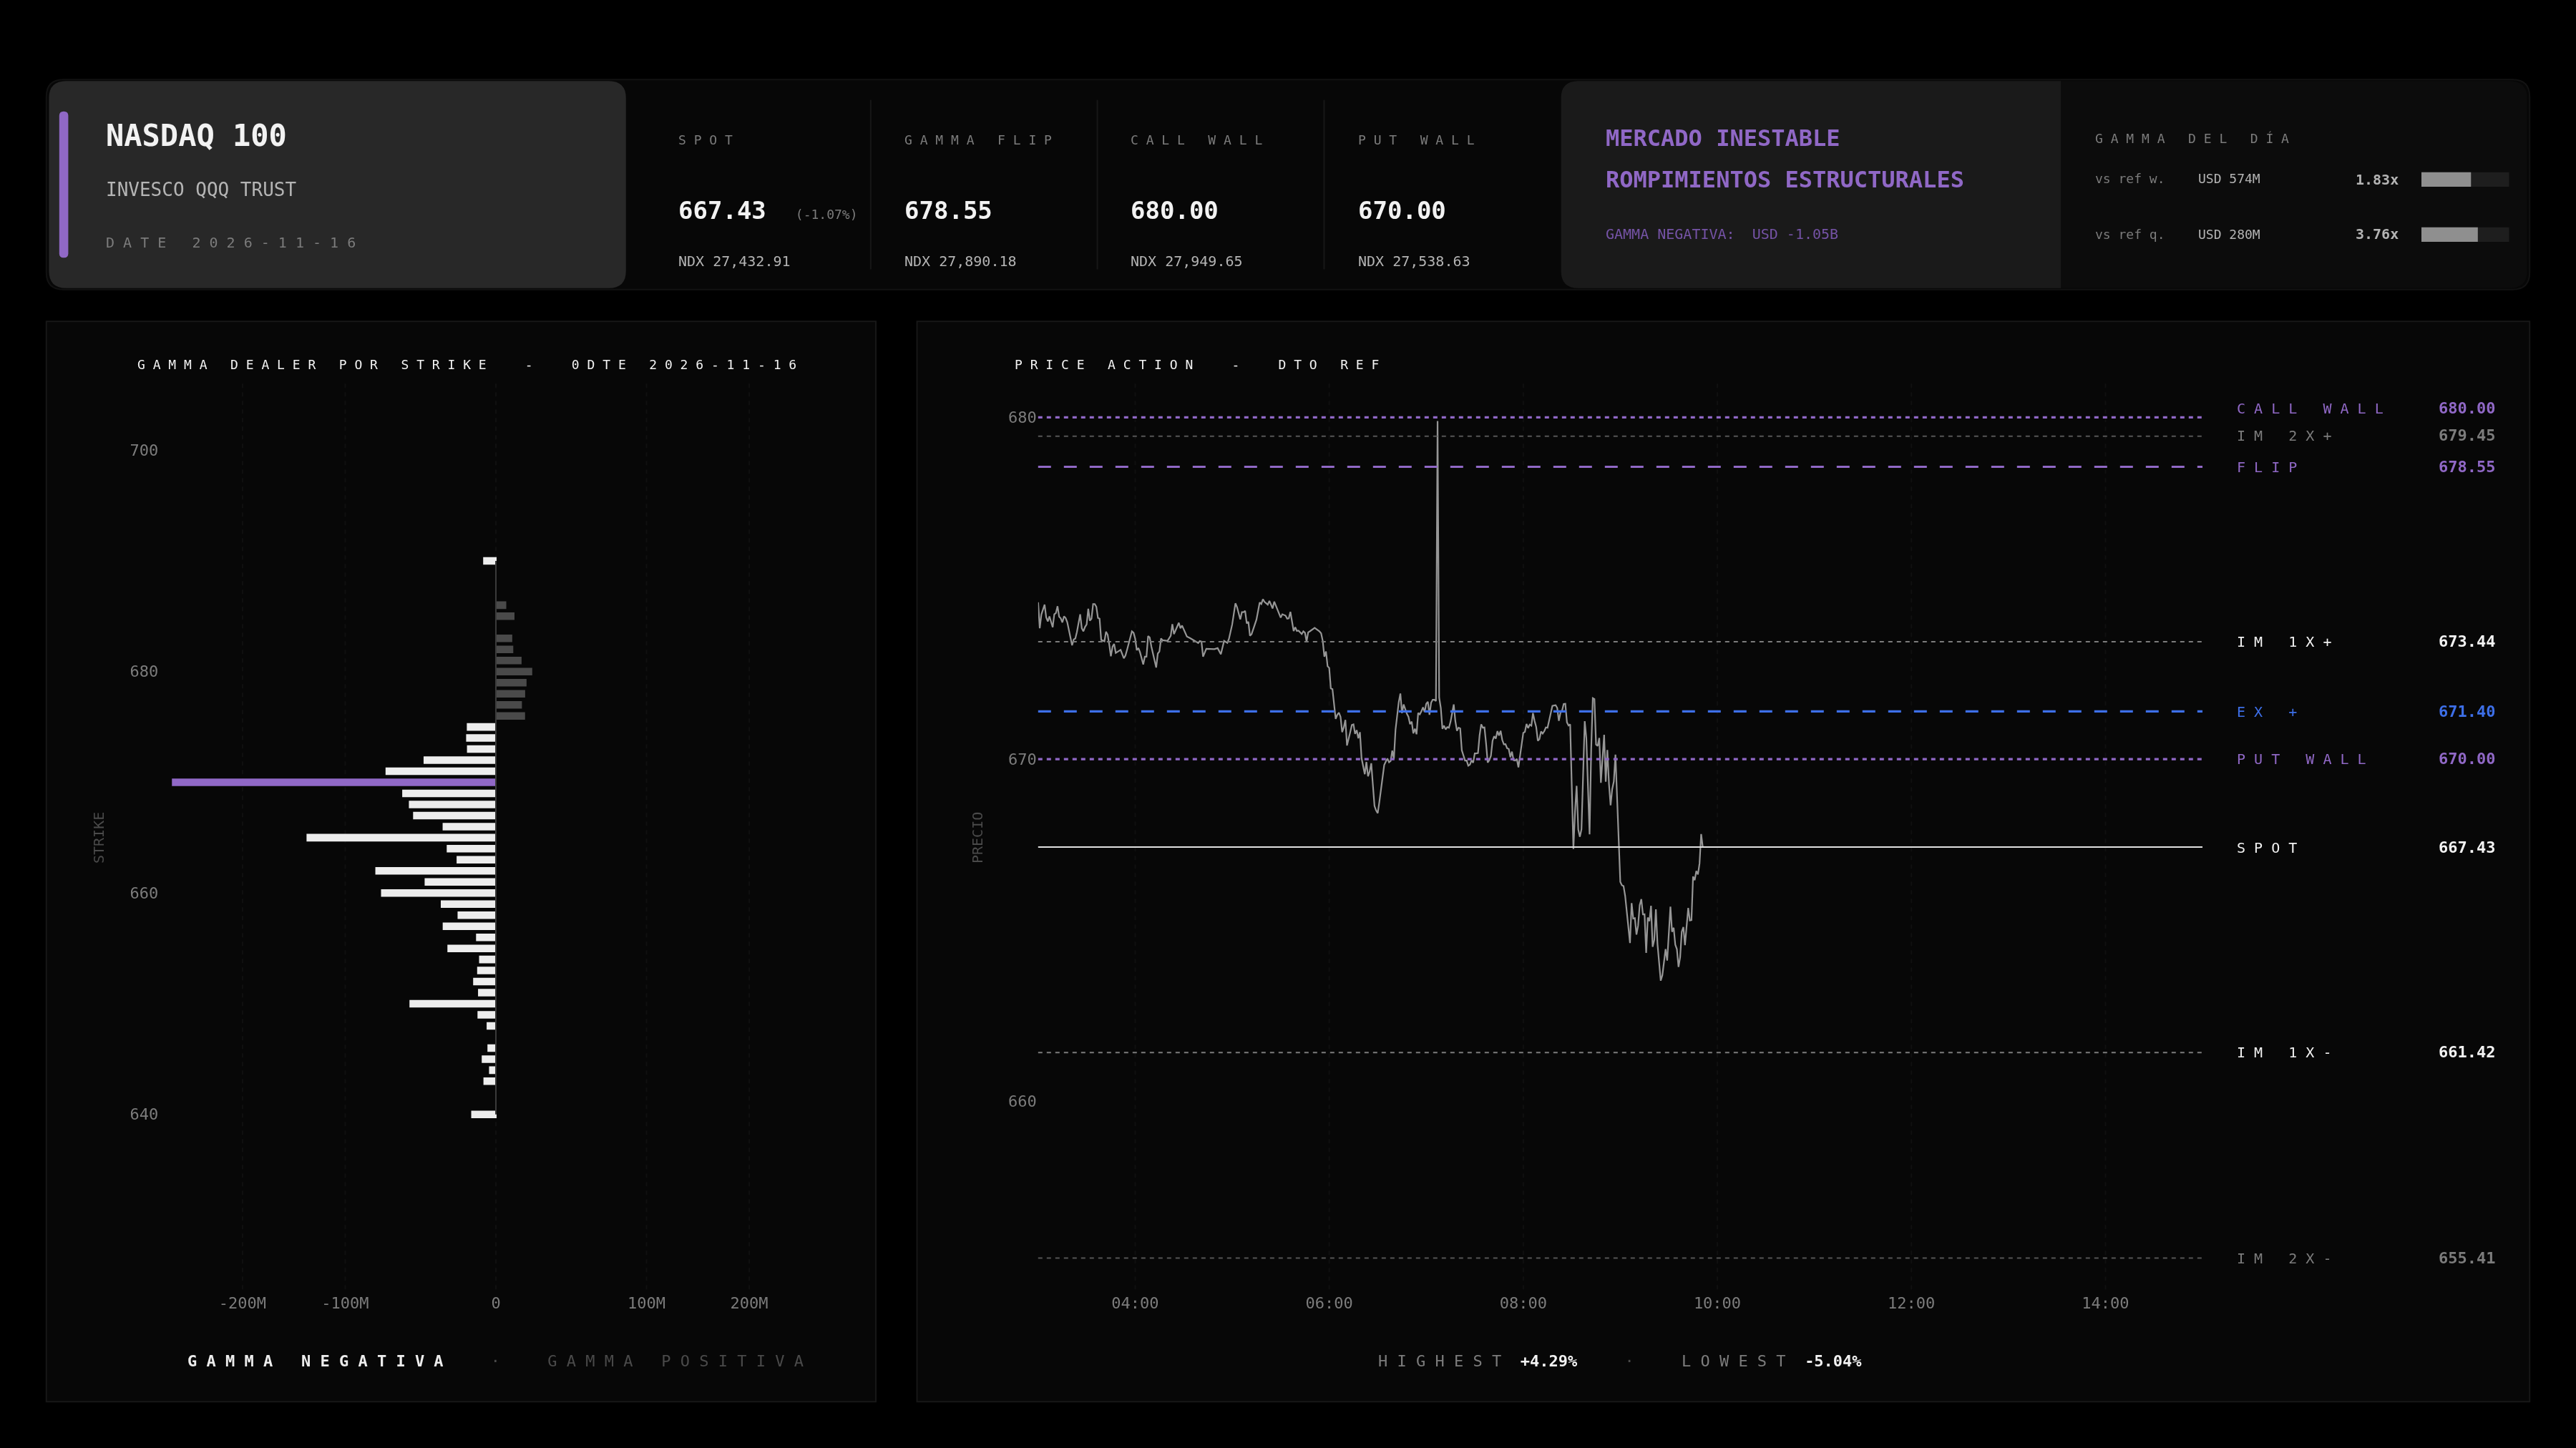 NASDAQ 100
INVESCO QQQ TRUST
DATE 2026-11-16
SPOT
667.43 (-1.07%)
NDX 27,432.91
GAMMA FLIP
678.55
NDX 27,890.18
CALL WALL
680.00
NDX 27,949.65
PUT WALL
670.00
NDX 27,538.63
MERCADO INESTABLE
ROMPIMIENTOS ESTRUCTURALES
GAMMA NEGATIVA: USD -1.05B
GAMMA DEL DÍA
vs ref w. USD 574M 1.83x
vs ref q. USD 280M 3.76x
GAMMA DEALER POR STRIKE - 0DTE 2026-11-16
STRIKE
700
680
660
640
-200M -100M 0 100M 200M
GAMMA NEGATIVA · GAMMA POSITIVA
PRICE ACTION - DTO REF
PRECIO
680
670
660
CALL WALL 680.00
IM 2X+ 679.45
FLIP 678.55
IM 1X+ 673.44
EX + 671.40
PUT WALL 670.00
SPOT 667.43
IM 1X- 661.42
IM 2X- 655.41
04:00 06:00 08:00 10:00 12:00 14:00
HIGHEST +4.29% · LOWEST -5.04%